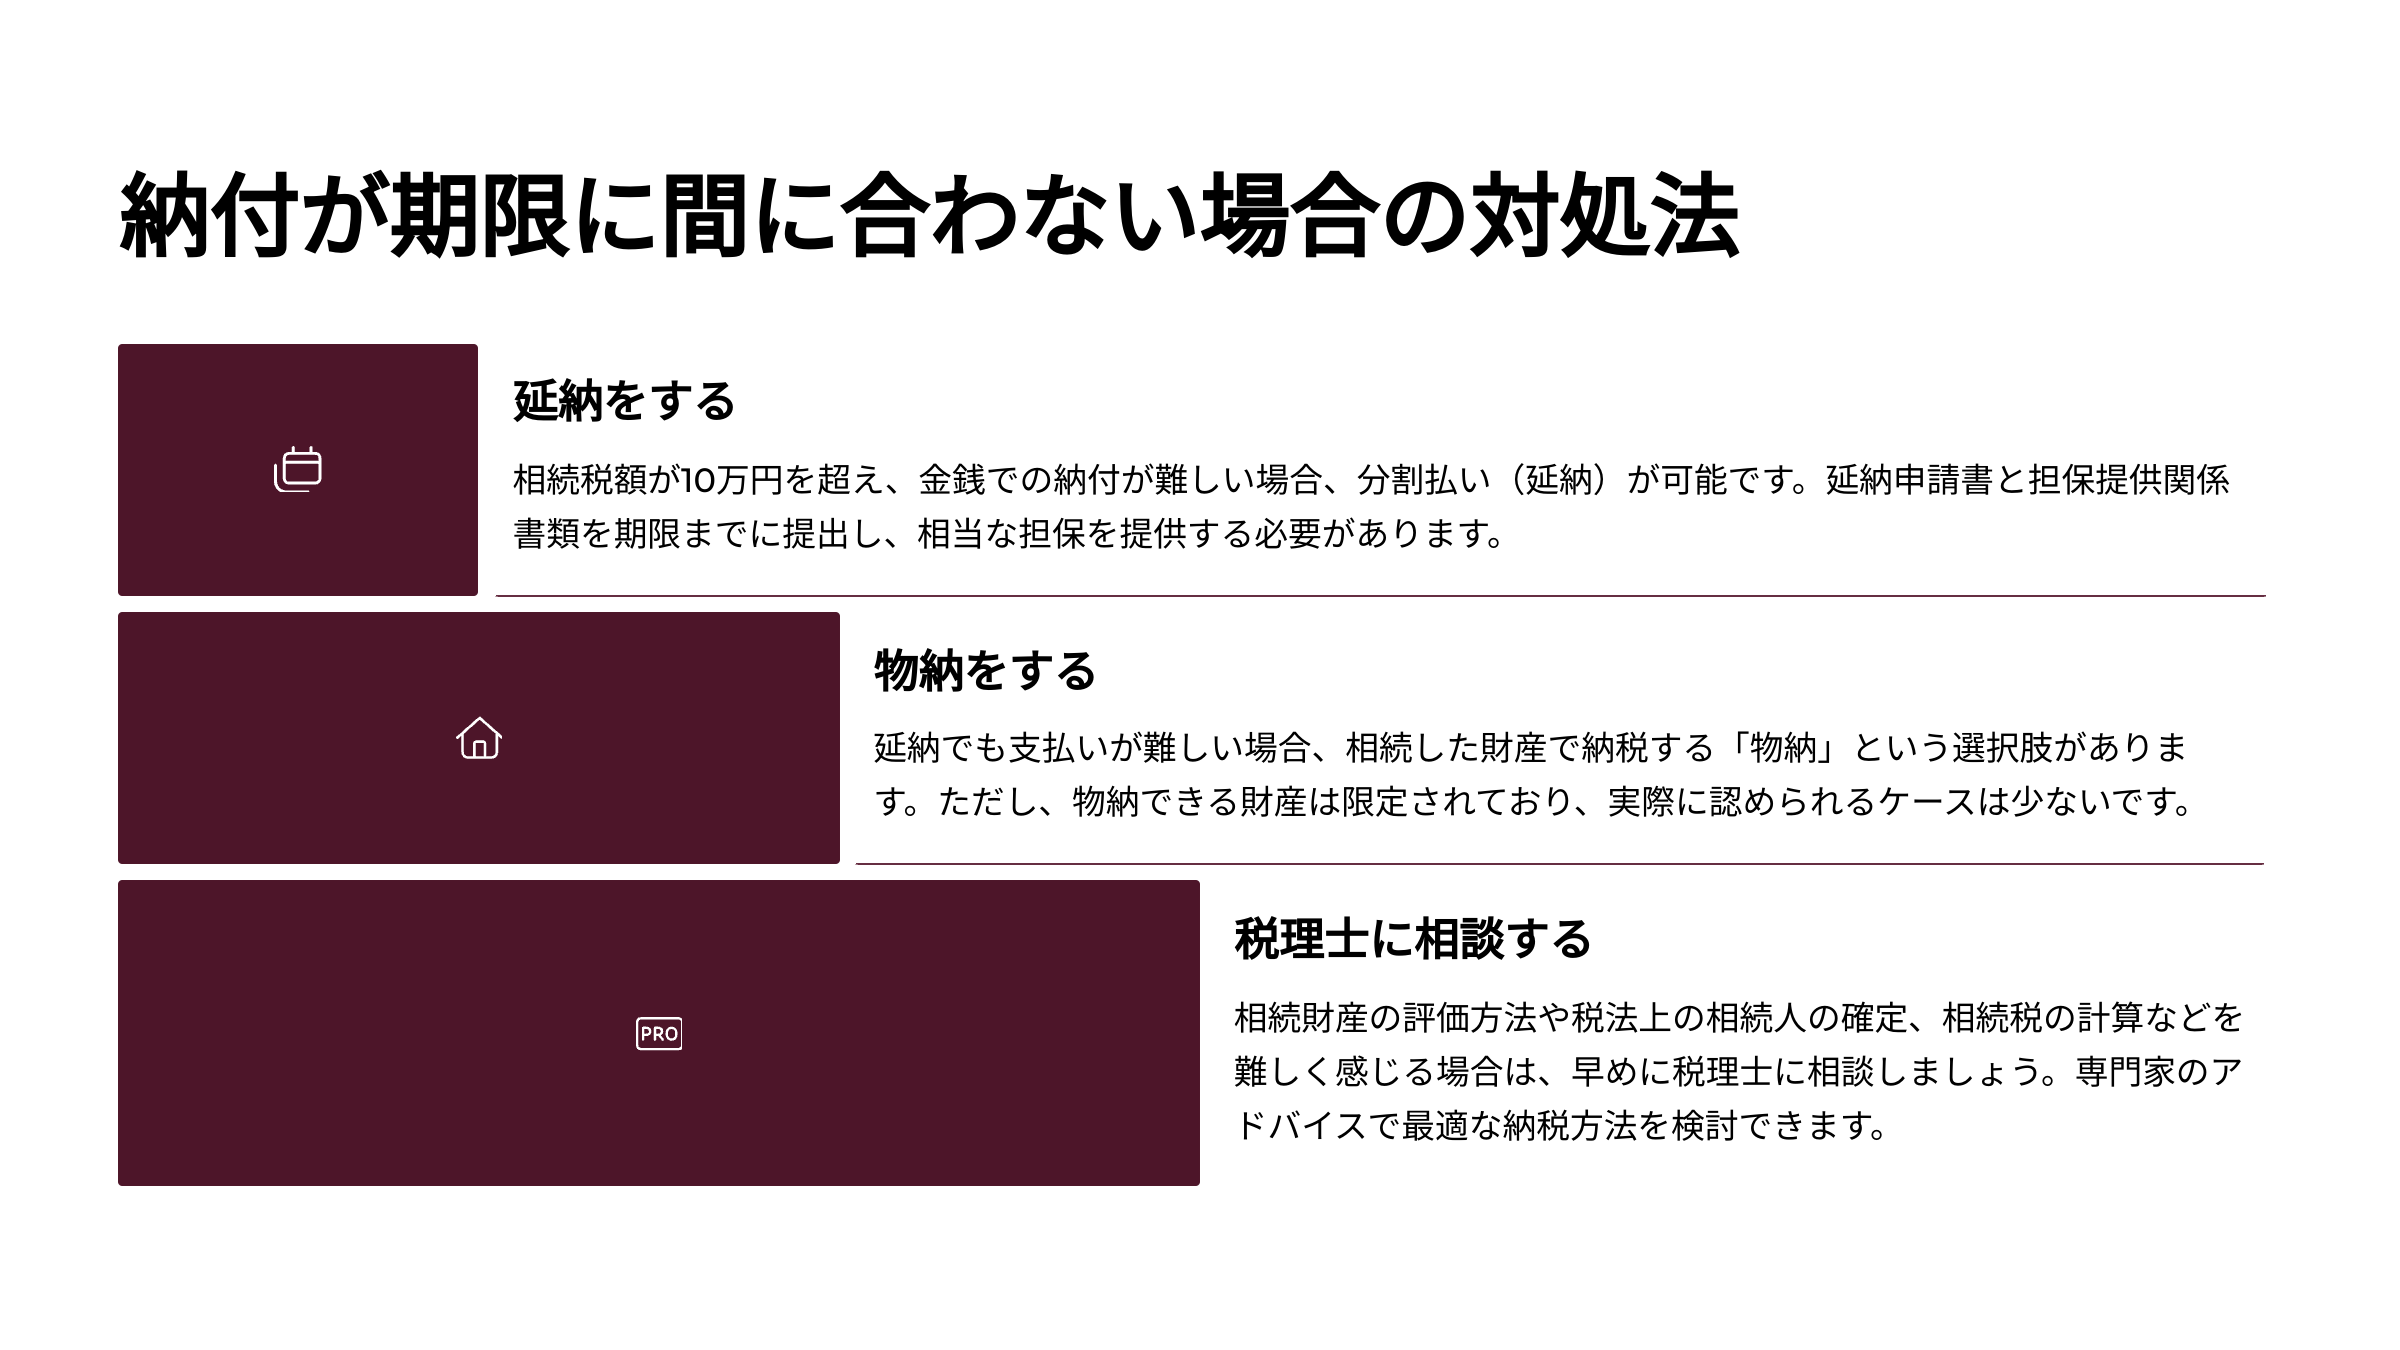 納付が期限に間に合わない場合の対処法
延納をする
相続税額が10万円を超え、金銭での納付が難しい場合、分割払い（延納）が可能です。延納申請書と担保提供関係
書類を期限までに提出し、相当な担保を提供する必要があります。
物納をする
延納でも支払いが難しい場合、相続した財産で納税する「物納」という選択肢がありま
す。ただし、物納できる財産は限定されており、実際に認められるケースは少ないです。
PRO
税理士に相談する
相続財産の評価方法や税法上の相続人の確定、相続税の計算などを
難しく感じる場合は、早めに税理士に相談しましょう。専門家のア
ドバイスで最適な納税方法を検討できます。